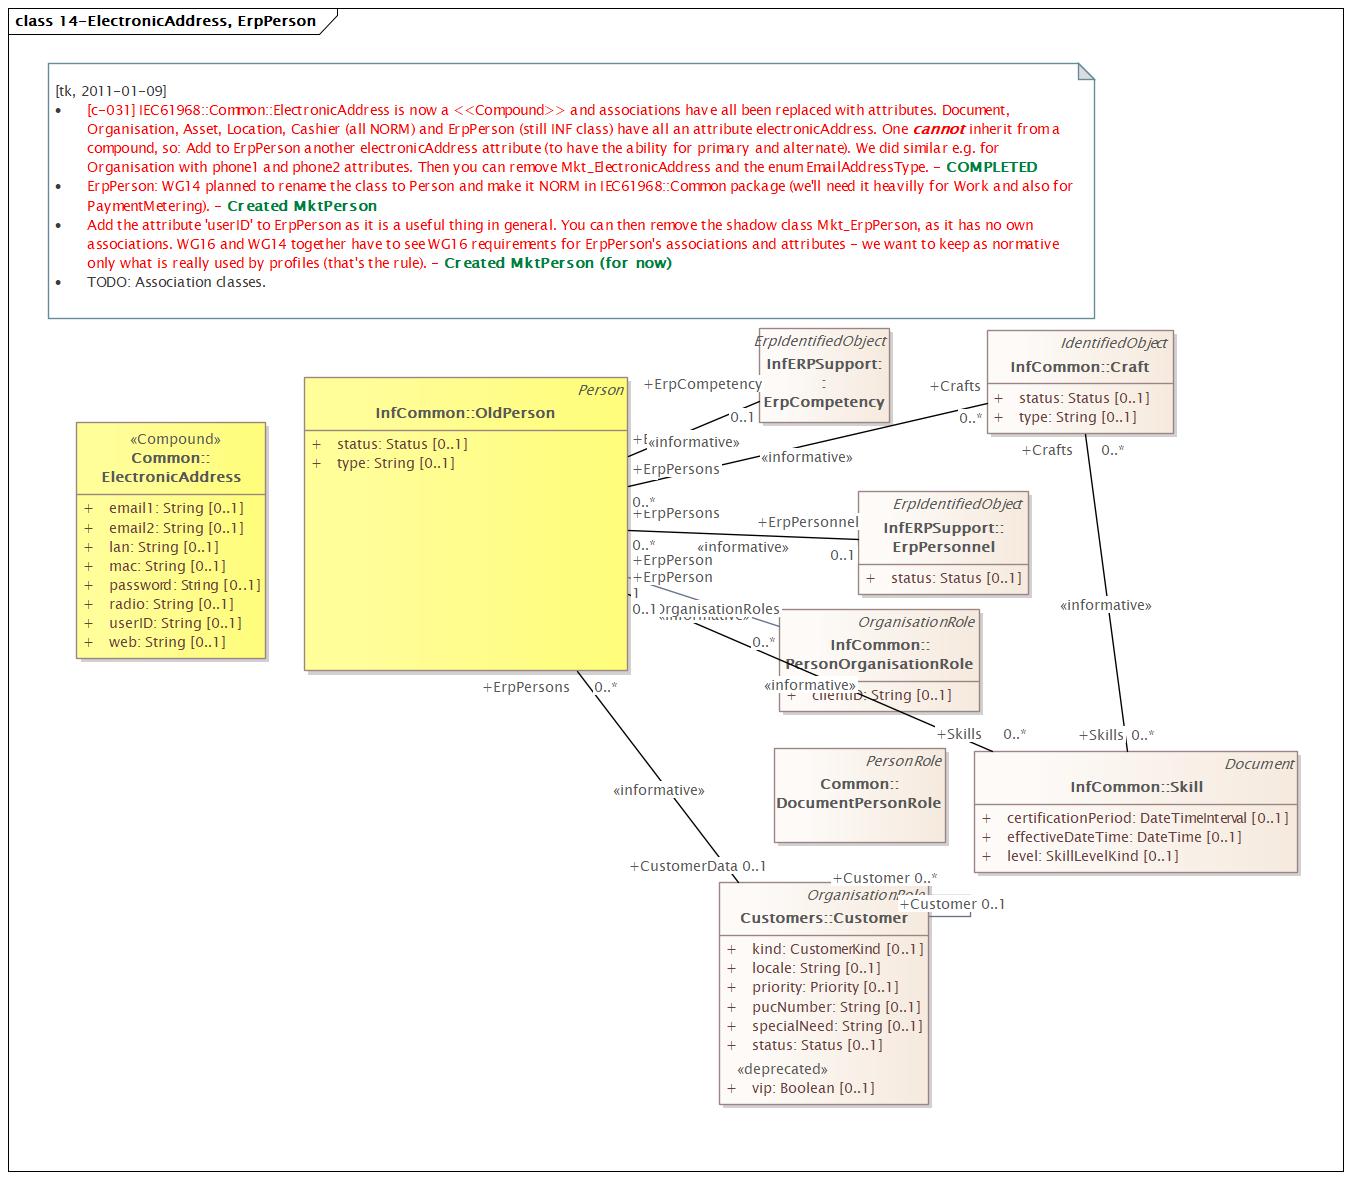 class 14-ElectronicAddress, ErpPerson
[tk, 2011-01-09]
• [c-031] IEC61968::Common::ElectronicAddress is now a <<Compound>> and associations have all been replaced with attributes. Document,
Organisation, Asset, Location, Cashier (all NORM) and ErpPerson (still INF class) have all an attribute electronicAddress. One cannot inherit from a
compound, so: Add to ErpPerson another electronicAddress attribute (to have the ability for primary and alternate). We did similar e.g. for
Organisation with phone1 and phone2 attributes. Then you can remove Mkt_ElectronicAddress and the enum EmailAddressType. - COMPLETED
• ErpPerson: WG14 planned to rename the class to Person and make it NORM in IEC61968::Common package (we'll need it heavilly for Work and also for
PaymentMetering). - Created MktPerson
• Add the attribute 'userID' to ErpPerson as it is a useful thing in general. You can then remove the shadow class Mkt_ErpPerson, as it has no own
associations. WG16 and WG14 together have to see WG16 requirements for ErpPerson's associations and attributes - we want to keep as normative
only what is really used by profiles (that's the rule). - Created MktPerson (for now)
• TODO: Association classes.
«Compound»
Common::
ElectronicAddress
+ email1: String [0..1]
+ email2: String [0..1]
+ lan: String [0..1]
+ mac: String [0..1]
+ password: String [0..1]
+ radio: String [0..1]
+ userID: String [0..1]
+ web: String [0..1]
Person
InfCommon::OldPerson
+ status: Status [0..1]
+ type: String [0..1]
ErpIdentifiedObject
InfERPSupport:
:
ErpCompetency
+ErpCompetency
0..1
«informative»
IdentifiedObject
InfCommon::Craft
+ status: Status [0..1]
+ type: String [0..1]
+Crafts
0..*
«informative»
+ErpPersons
0..*
+ErpPersons
0..*
+ErpPersonnel
«informative»
0..1
ErpIdentifiedObject
InfERPSupport::
ErpPersonnel
+ status: Status [0..1]
+ErpPerson
+ErpPerson
1
0..1
OrganisationRoles
«informative»
0..*
OrganisationRole
InfCommon::
PersonOrganisationRole
+ clientID: String [0..1]
«informative»
+Crafts 0..*
«informative»
+Skills 0..*
+Skills 0..*
Document
InfCommon::Skill
+ certificationPeriod: DateTimeInterval [0..1]
+ effectiveDateTime: DateTime [0..1]
+ level: SkillLevelKind [0..1]
PersonRole
Common::
DocumentPersonRole
+ErpPersons 0..*
«informative»
+CustomerData 0..1
+Customer 0..*
+Customer 0..1
OrganisationRole
Customers::Customer
+ kind: CustomerKind [0..1]
+ locale: String [0..1]
+ priority: Priority [0..1]
+ pucNumber: String [0..1]
+ specialNeed: String [0..1]
+ status: Status [0..1]
«deprecated»
+ vip: Boolean [0..1]